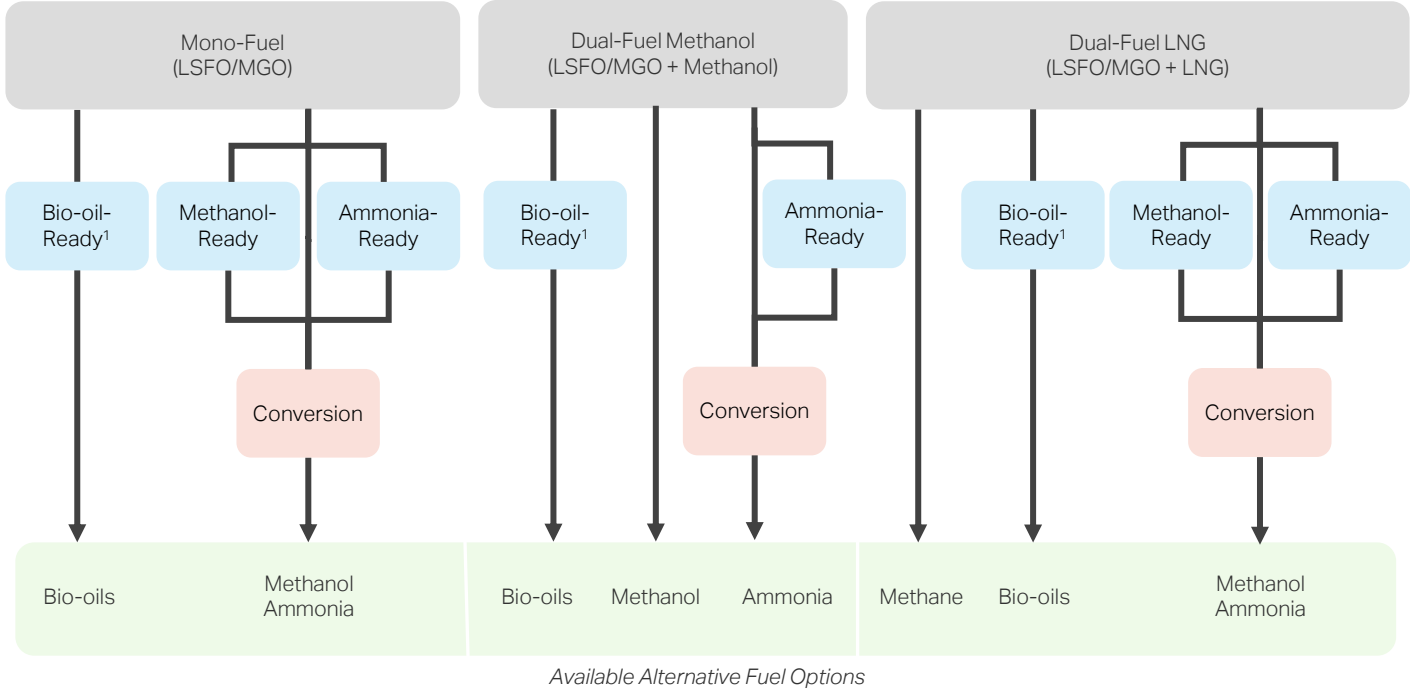 Mono-Fuel
(LSFO/MGO)
Dual-Fuel Methanol
(LSFO/MGO + Methanol)
Dual-Fuel LNG
(LSFO/MGO + LNG)
Bio-oil-
Ready¹
Methanol-
Ready
Ammonia-
Ready
Bio-oil-
Ready¹
Ammonia-
Ready
Bio-oil-
Ready¹
Methanol-
Ready
Ammonia-
Ready
Conversion
Conversion
Conversion
Bio-oils
Methanol
Ammonia
Bio-oils
Methanol
Ammonia
Methane
Bio-oils
Methanol
Ammonia
Available Alternative Fuel Options